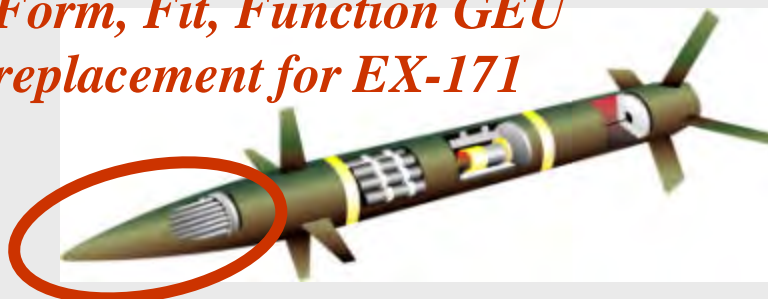 Form, Fit, Function GEU
replacement for EX-171